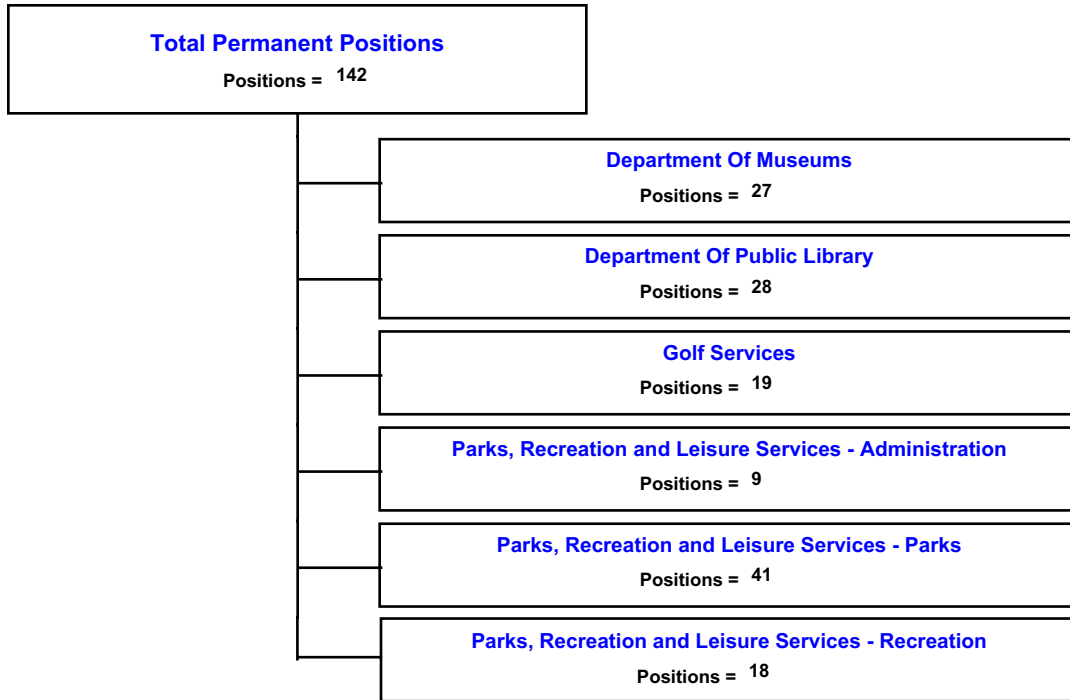 Total Permanent Positions
Positions = 142
Department Of Museums
Positions = 27
Department Of Public Library
Positions = 28
Golf Services
Positions = 19
Parks, Recreation and Leisure Services - Administration
Positions = 9
Parks, Recreation and Leisure Services - Parks
Positions = 41
Parks, Recreation and Leisure Services - Recreation
Positions = 18